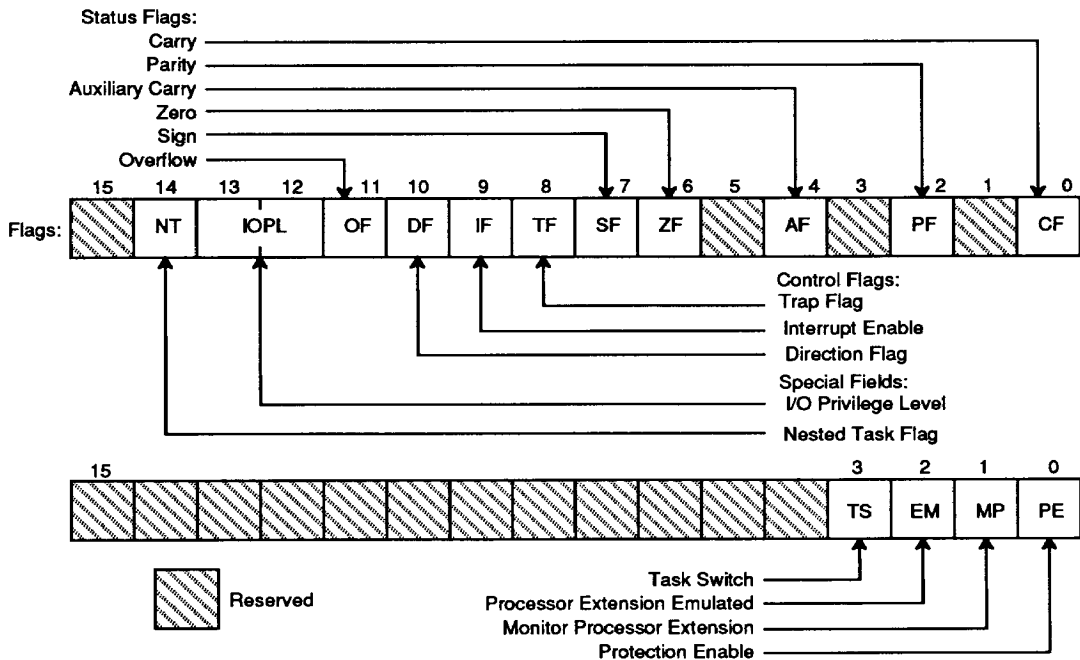 Status Flags:
Carry
Parity
Auxiliary Carry
Zero
Sign
Overflow
15 14 13 12 11 10 9 8 7 6 5 4 3 2 1 0
Flags: NT IOPL OF DF IF TF SF ZF AF PF CF
Control Flags:
Trap Flag
Interrupt Enable
Direction Flag
Special Fields:
I/O Privilege Level
Nested Task Flag
15 3 2 1 0
TS EM MP PE
Reserved
Task Switch
Processor Extension Emulated
Monitor Processor Extension
Protection Enable